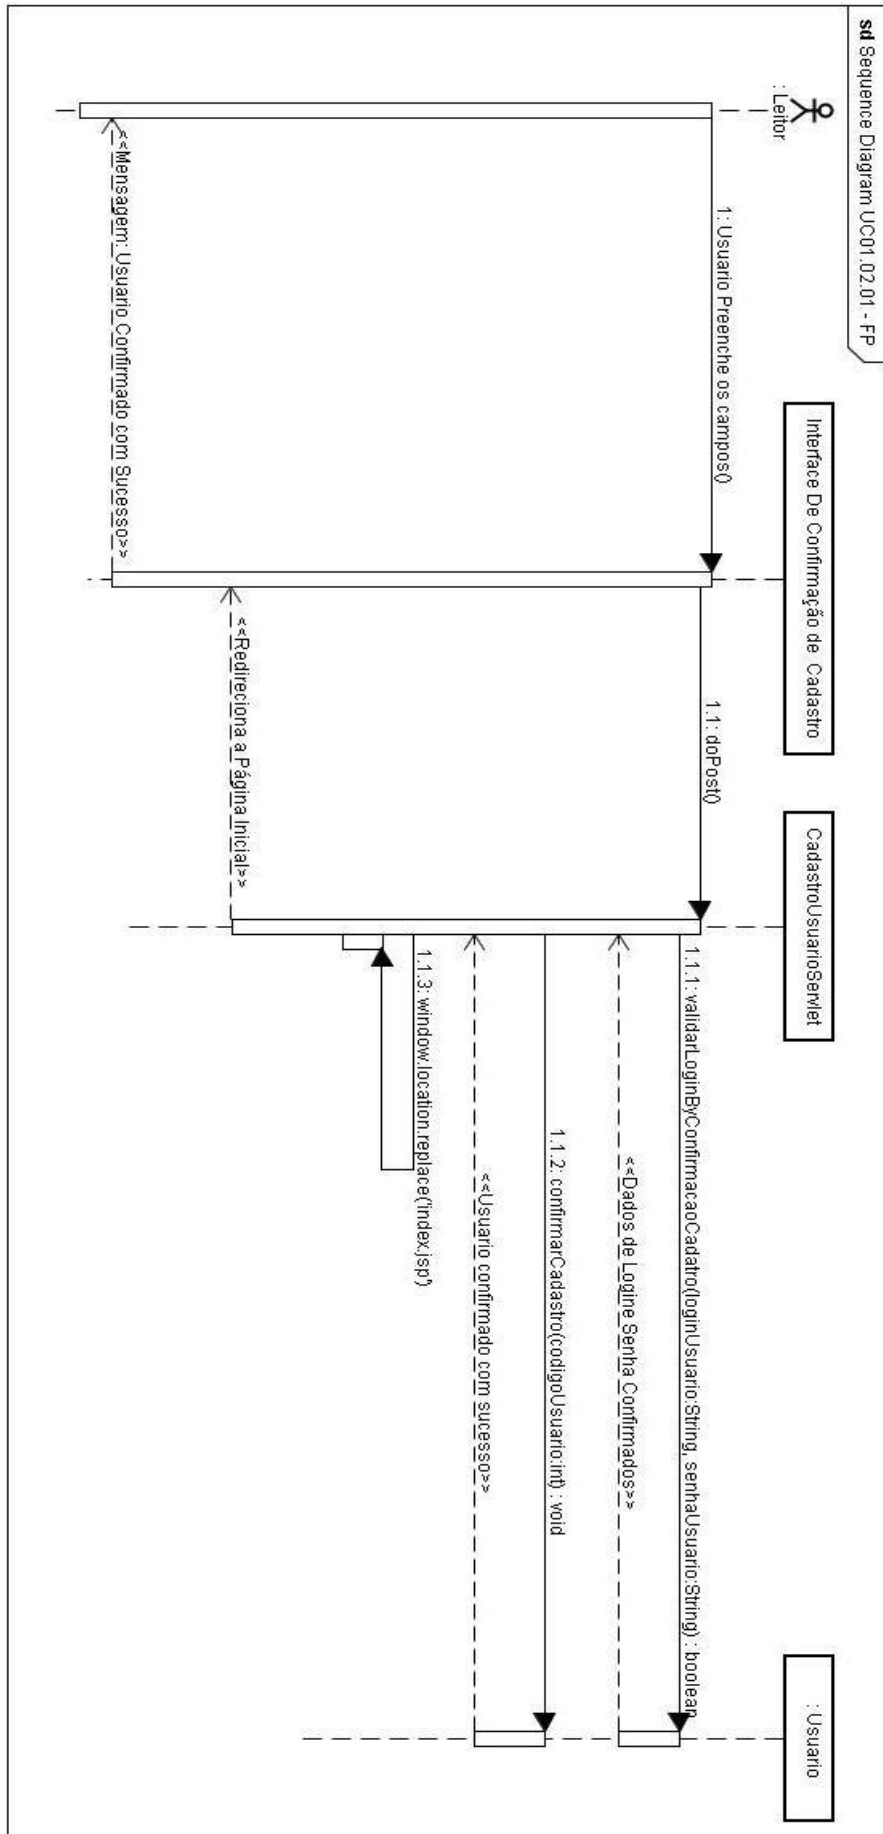 sd Sequence Diagram UC01.02.01 - FP
: Leitor
Interface De Confirmação de Cadastro
CadastroUsuarioServlet
: Usuario
1: Usuario Preenche os campos()
1.1: doPost()
1.1.1: validarLoginByConfirmacaoCadatro(loginUsuario:String, senhaUsuario:String) : boolean
<<Dados de Logine Senha Confirmados>>
1.1.2: confirmarCadastro(codigoUsuario:int) : void
<<Usuario confirmado com sucesso>>
1.1.3: window.location.replace('index.jsp')
<<Redireciona a Página Inicial>>
<<Mensagem: Usuario Confirmado com Sucesso>>